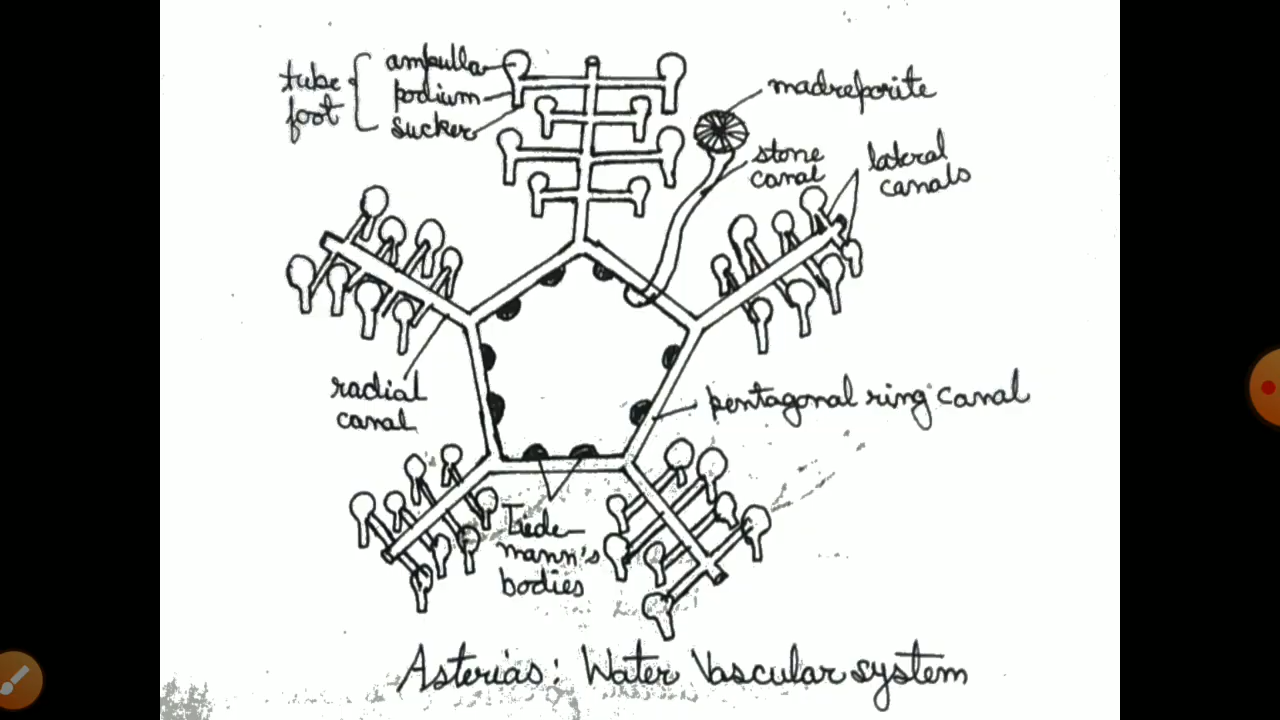 tube
foot
ampulla
podium
sucker
madreporite
stone
canal
lateral
canals
radial
canal
pentagonal ring canal
Tiede-
mann's
bodies
Asterias: Water Vascular system